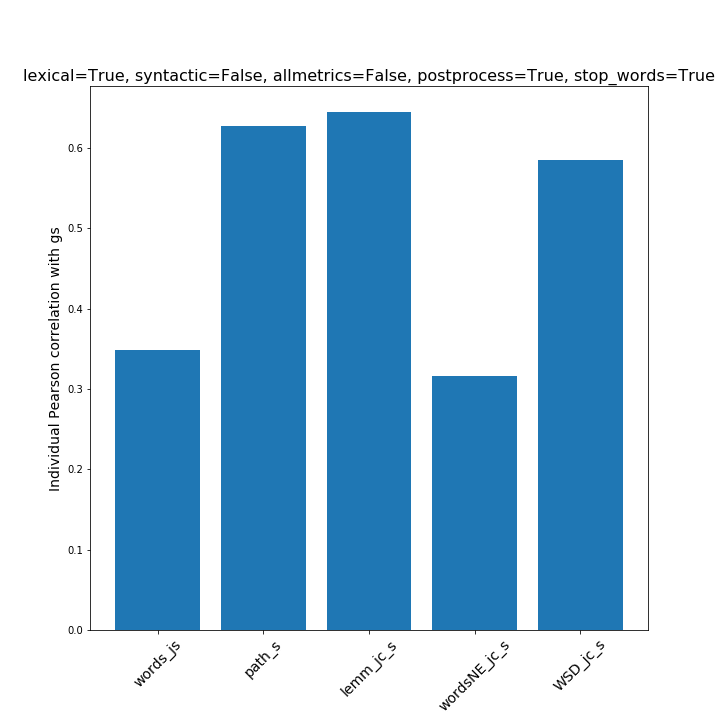 lexical=True, syntactic=False, allmetrics=False, postprocess=True, stop_words=True
Individual Pearson correlation with gs
0.6
0.5
0.4
0.3
0.2
0.1
0.0
words_js
path_s
lemm_jc_s
wordsNE_jc_s
WSD_jc_s